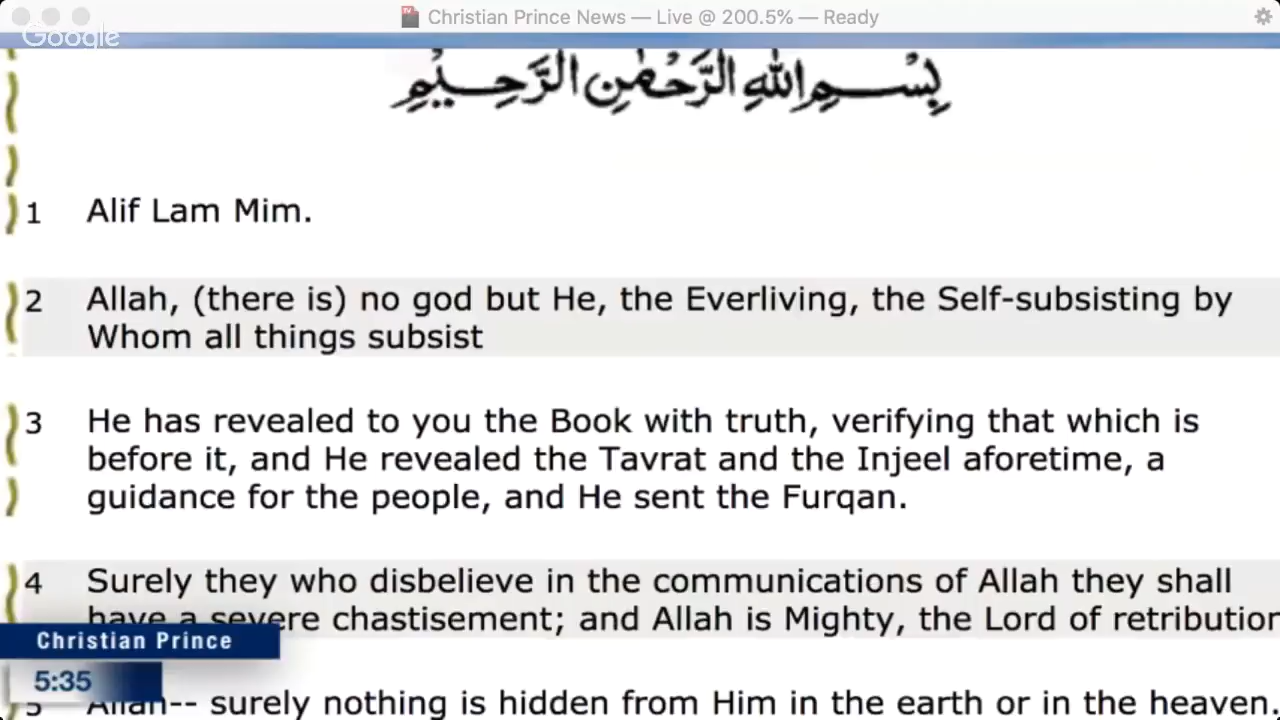 Christian Prince News — Live @ 200.5% — Ready
Google
بِسْمِ اللهِ الرَّحْمٰنِ الرَّحِيْمِ
1 Alif Lam Mim.
2 Allah, (there is) no god but He, the Everliving, the Self-subsisting by
Whom all things subsist
3 He has revealed to you the Book with truth, verifying that which is
before it, and He revealed the Tavrat and the Injeel aforetime, a
guidance for the people, and He sent the Furqan.
4 Surely they who disbelieve in the communications of Allah they shall
have a severe chastisement; and Allah is Mighty, the Lord of retribution
Christian Prince
5:35
5 Allah-- surely nothing is hidden from Him in the earth or in the heaven.